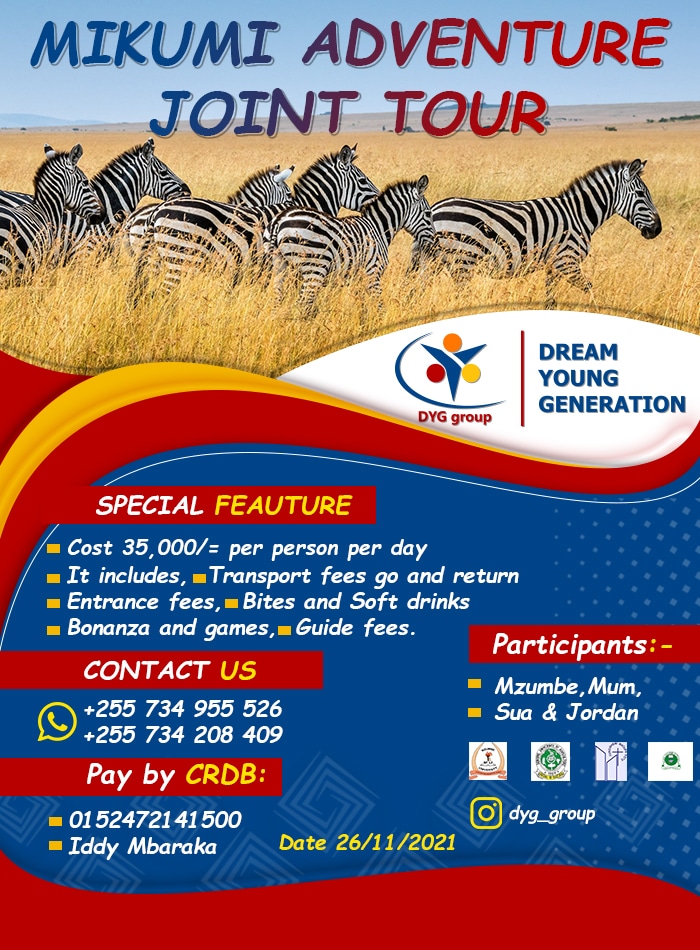 MIKUMI ADVENTURE
JOINT TOUR
DYG group
DREAM
YOUNG
GENERATION
SPECIAL FEAUTURE
Cost 35,000/= per person per day
It includes, Transport fees go and return
Entrance fees, Bites and Soft drinks
Bonanza and games, Guide fees.
Participants:-
Mzumbe,Mum,
Sua & Jordan
CONTACT US
+255 734 955 526
+255 734 208 409
Pay by CRDB:
0152472141500
Iddy Mbaraka
Date 26/11/2021
dyg_group